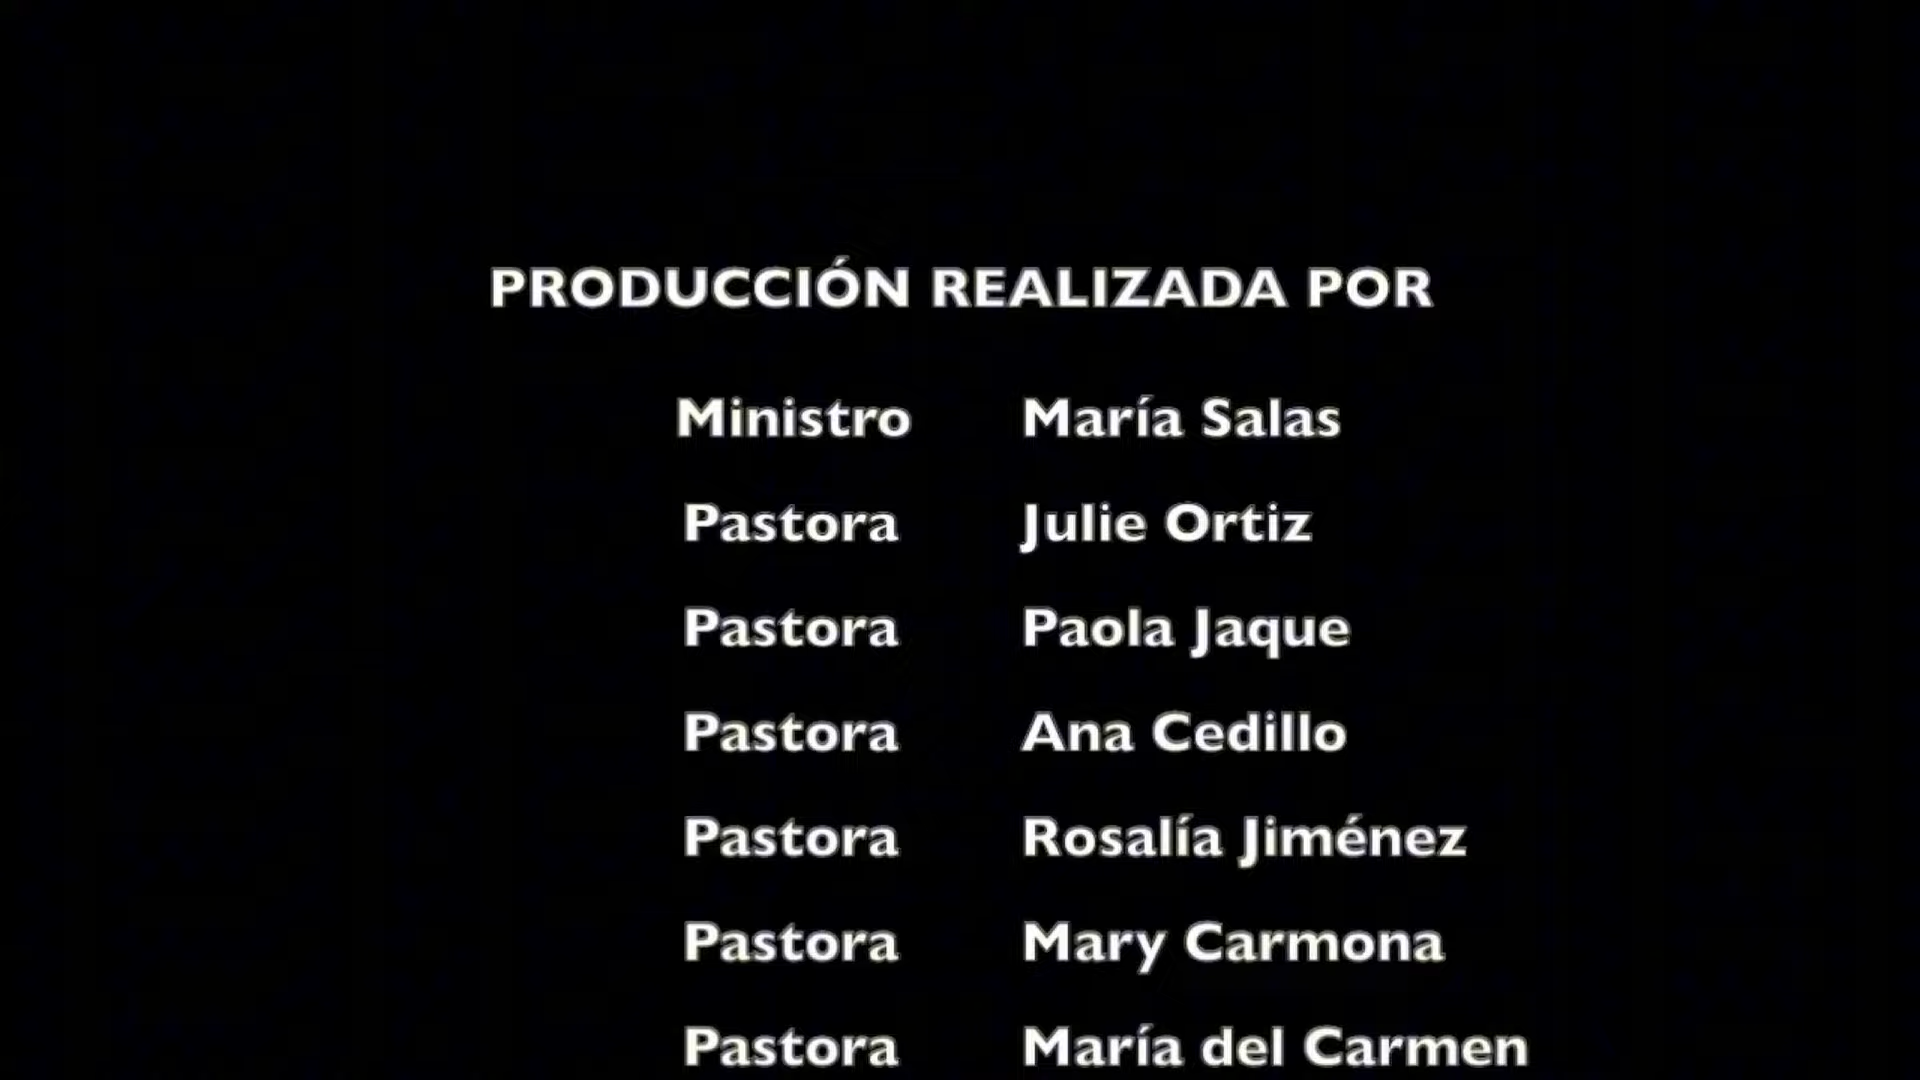 PRODUCCIÓN REALIZADA POR
Ministro María Salas
Pastora Julie Ortiz
Pastora Paola Jaque
Pastora Ana Cedillo
Pastora Rosalía Jiménez
Pastora Mary Carmona
Pastora María del Carmen